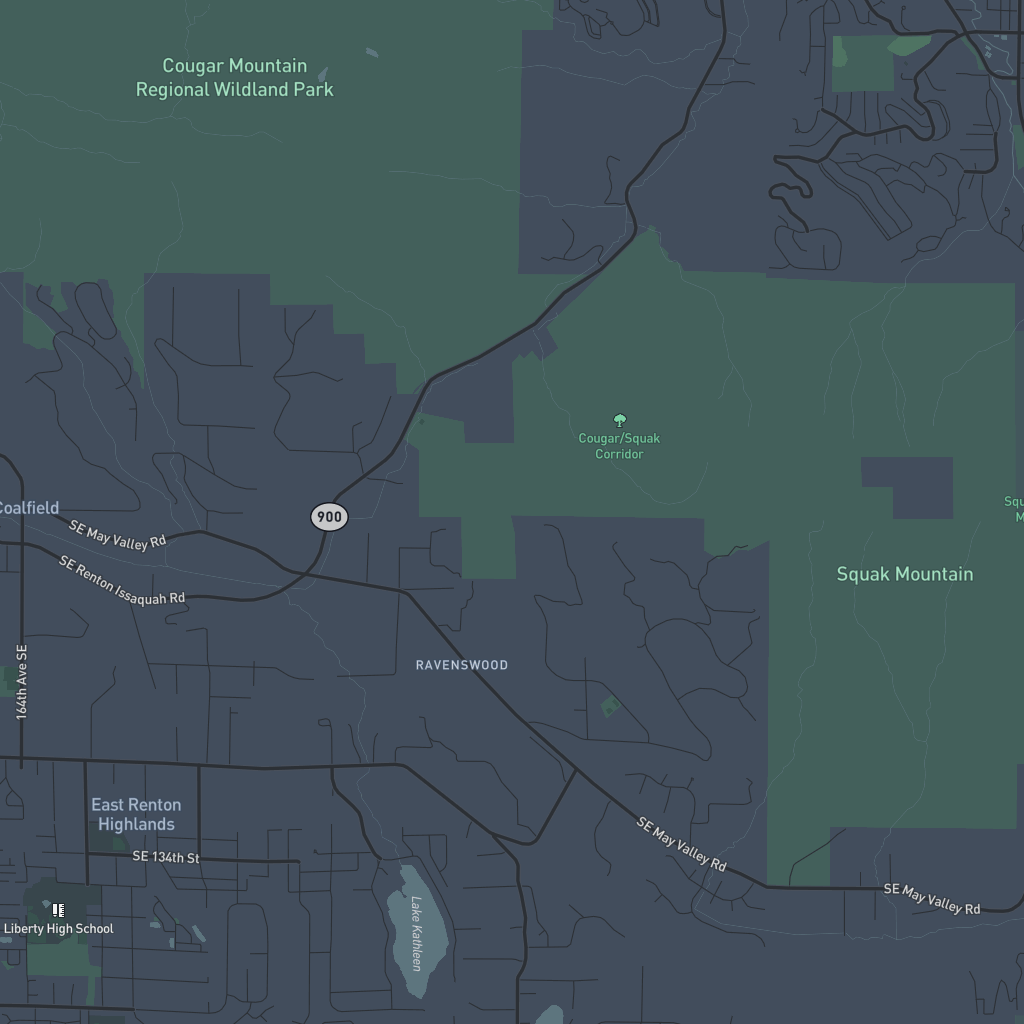 Cougar Mountain
Regional Wildland Park
Cougar/Squak
Corridor
Coalfield
900
SE May Valley Rd
SE Renton Issaquah Rd
Squak Mountain
164th Ave SE
RAVENSWOOD
East Renton
Highlands
SE 134th St
SE May Valley Rd
SE May Valley Rd
Liberty High School
Lake Kathleen